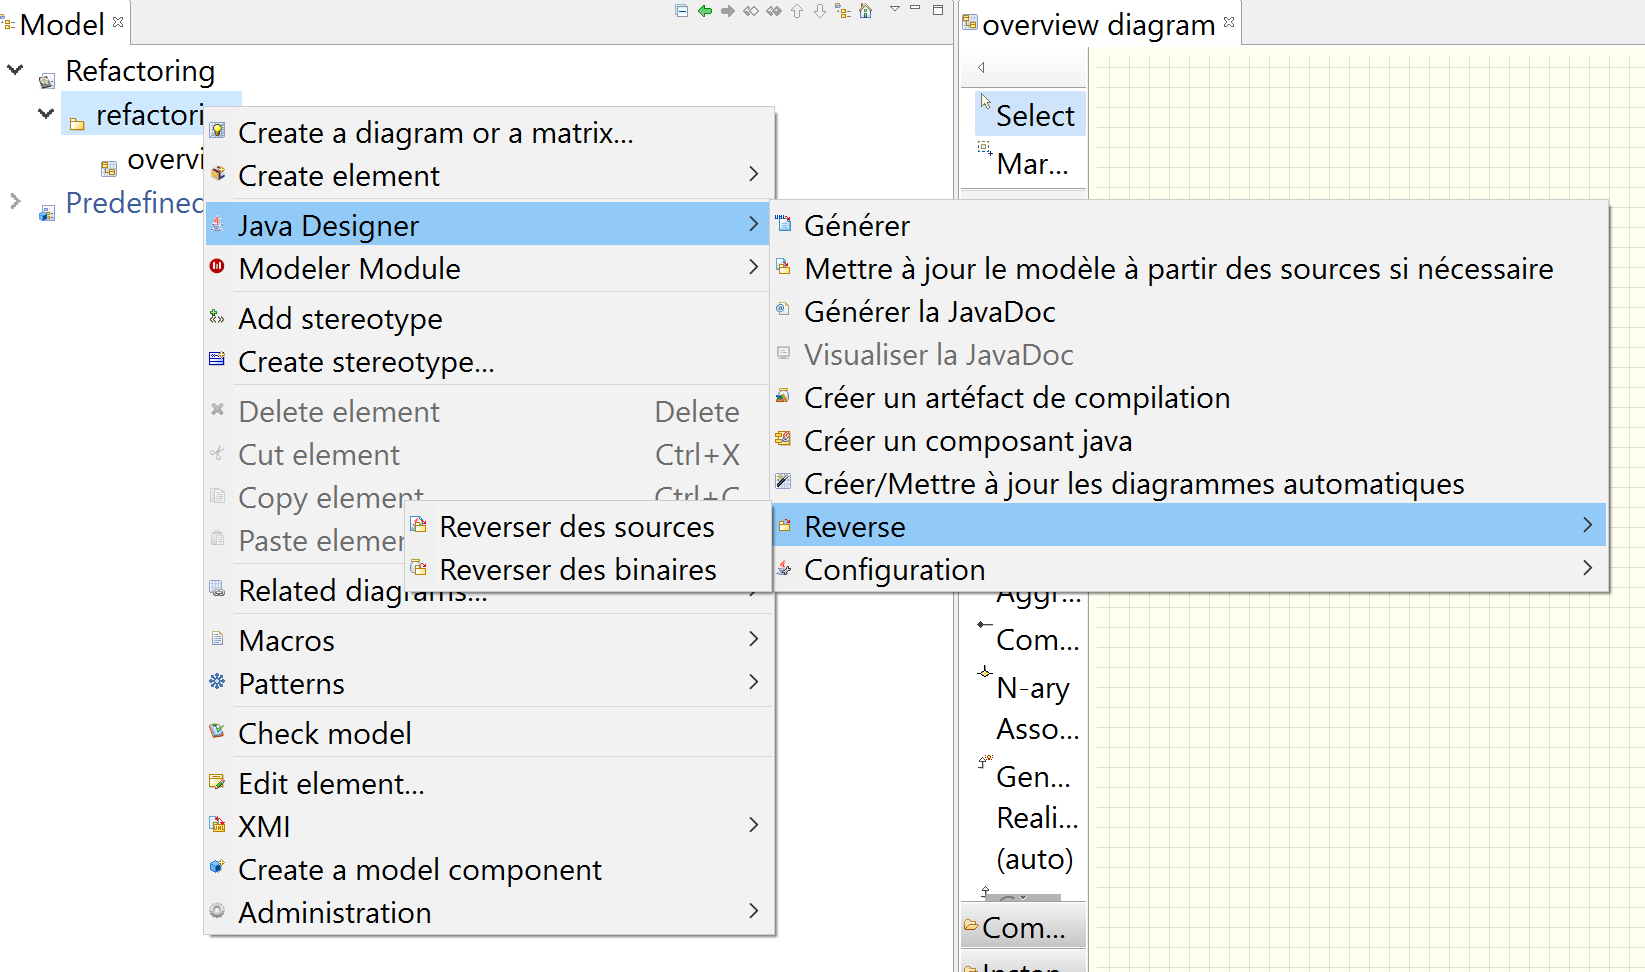 Model
overview diagram
Refactoring
refactori
overvi
Predefined
Create a diagram or a matrix...
Create element
Java Designer
Modeler Module
Add stereotype
Create stereotype...
Delete element Delete
Cut element Ctrl+X
Copy element Ctrl+C
Paste elemen
Related diagrams...
Macros
Patterns
Check model
Edit element...
XMI
Create a model component
Administration
Générer
Mettre à jour le modèle à partir des sources si nécessaire
Générer la JavaDoc
Visualiser la JavaDoc
Créer un artéfact de compilation
Créer un composant java
Créer/Mettre à jour les diagrammes automatiques
Reverse
Configuration
Reverser des sources
Reverser des binaires
Select
Mar...
Aggr...
Com...
N-ary
Asso...
Gen...
Reali...
(auto)
Com...